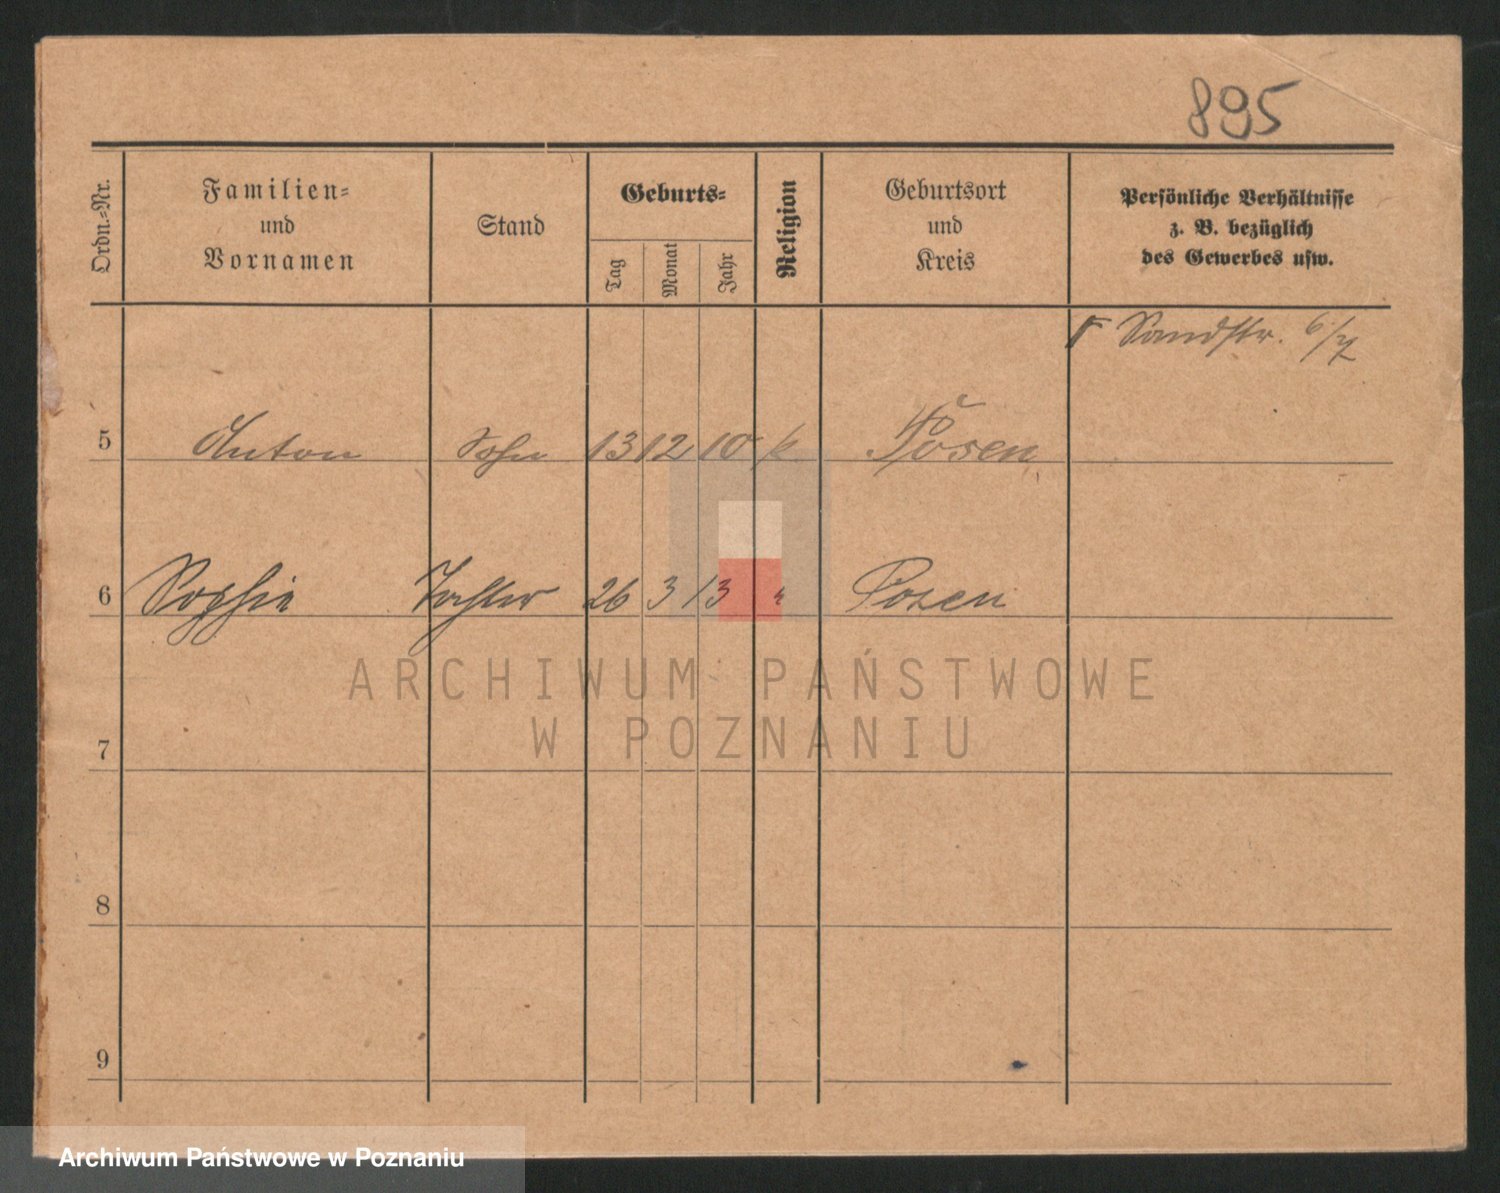 895
Ordn.-Nr.
Familien-
und
Vornamen
Stand
Geburts-
Tag
Monat
Jahr
Religion
Geburtsort
und
Kreis
Persönliche Verhältnisse
z. B. bezüglich
des Gewerbes usw.
Sandstr. 6/7
5 Anton Sohn 13 12 10 k. Posen
6 Sophie Tochter 26 3 13 " Posen
7
8
9
ARCHIWUM PAŃSTWOWE
W POZNANIU
Archiwum Państwowe w Poznaniu